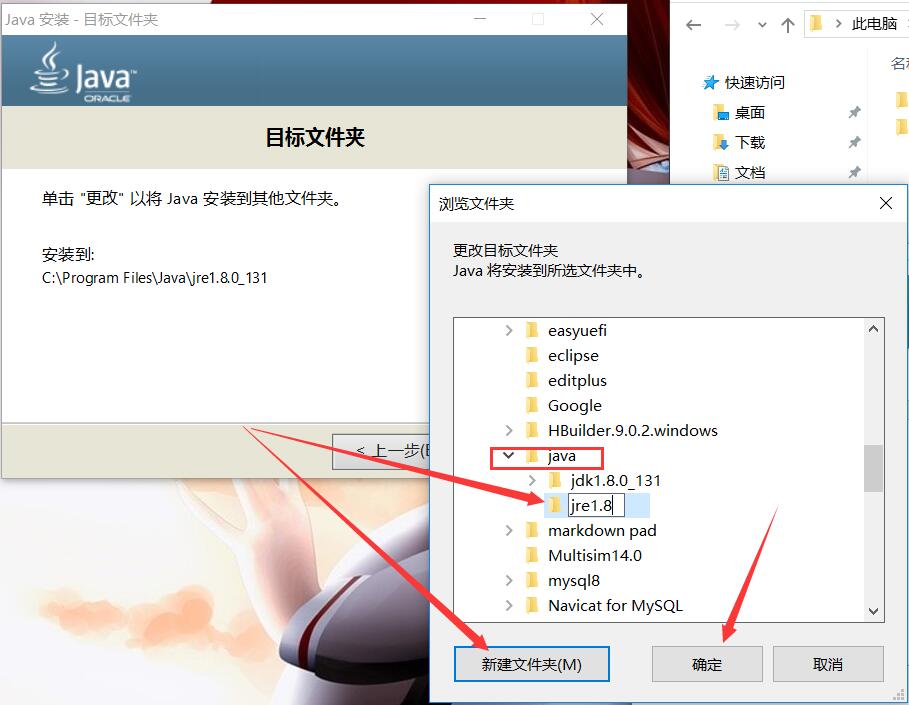 Java 安装 - 目标文件夹
Java™
ORACLE
目标文件夹
单击 "更改" 以将 Java 安装到其他文件夹。
安装到:
C:\Program Files\Java\jre1.8.0_131
< 上一步(
此电脑
快速访问
桌面
下载
文档
浏览文件夹
更改目标文件夹
Java 将安装到所选文件夹中。
easyuefi
eclipse
editplus
Google
HBuilder.9.0.2.windows
java
jdk1.8.0_131
jre1.8
markdown pad
Multisim14.0
mysql8
Navicat for MySQL
新建文件夹(M)
确定
取消